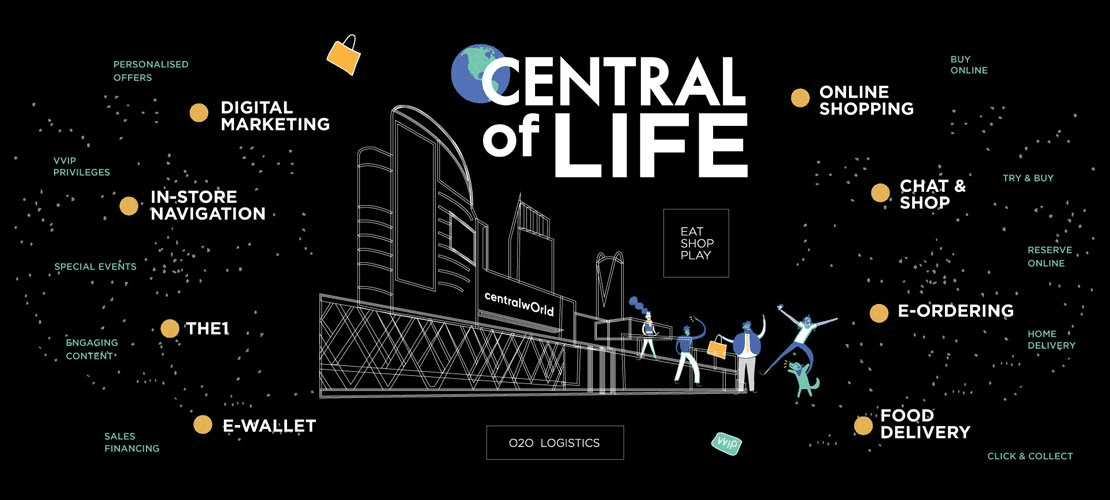 CENTRAL
of LIFE
PERSONALISED
OFFERS
DIGITAL
MARKETING
VVIP
PRIVILEGES
IN-STORE
NAVIGATION
SPECIAL EVENTS
THE1
ENGAGING
CONTENT
E-WALLET
SALES
FINANCING
centralwOrld
EAT
SHOP
PLAY
O2O LOGISTICS
VVIP
BUY
ONLINE
ONLINE
SHOPPING
TRY & BUY
CHAT &
SHOP
RESERVE
ONLINE
E-ORDERING
HOME
DELIVERY
FOOD
DELIVERY
CLICK & COLLECT